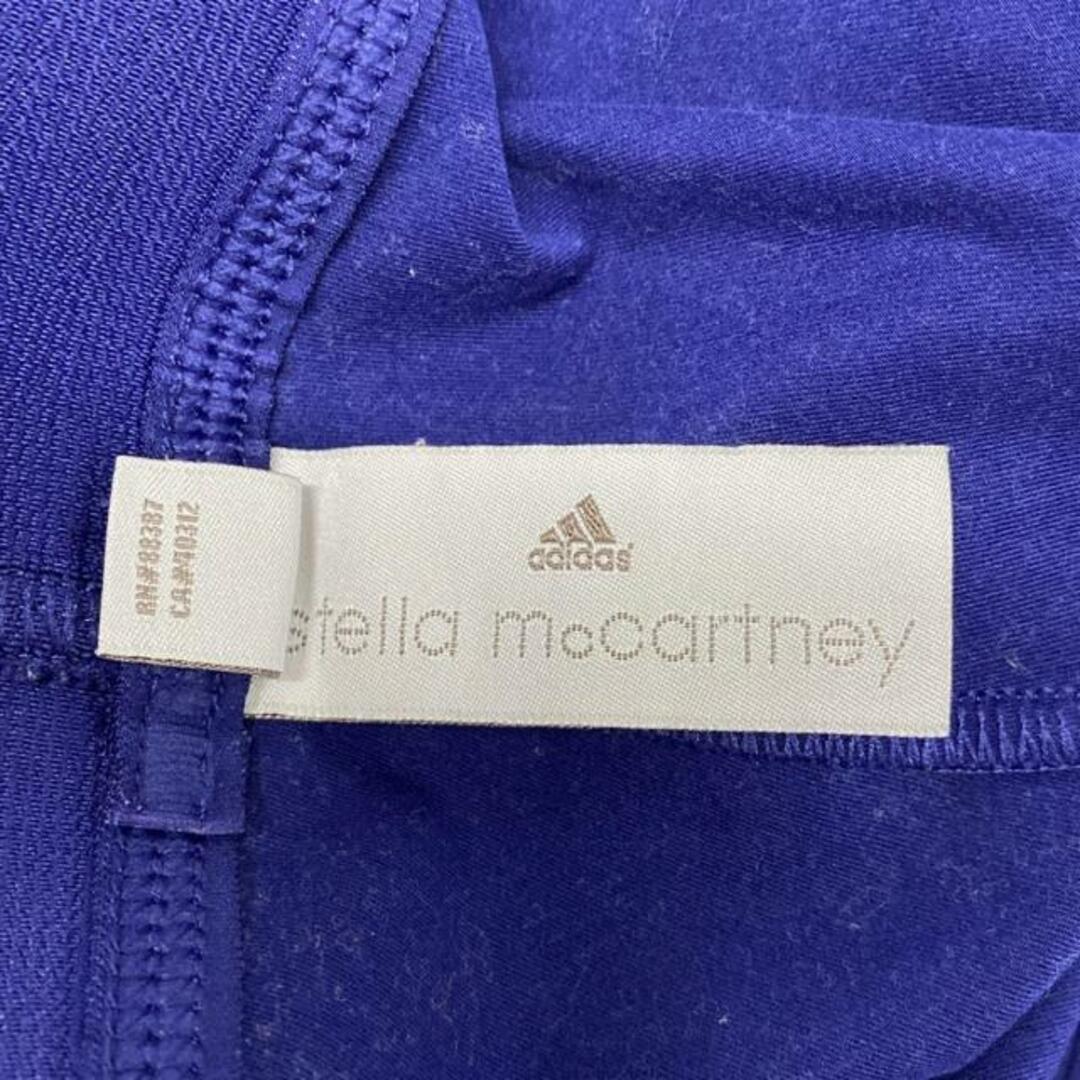 RN#88387
CA#40312
adidas
stella mccartney